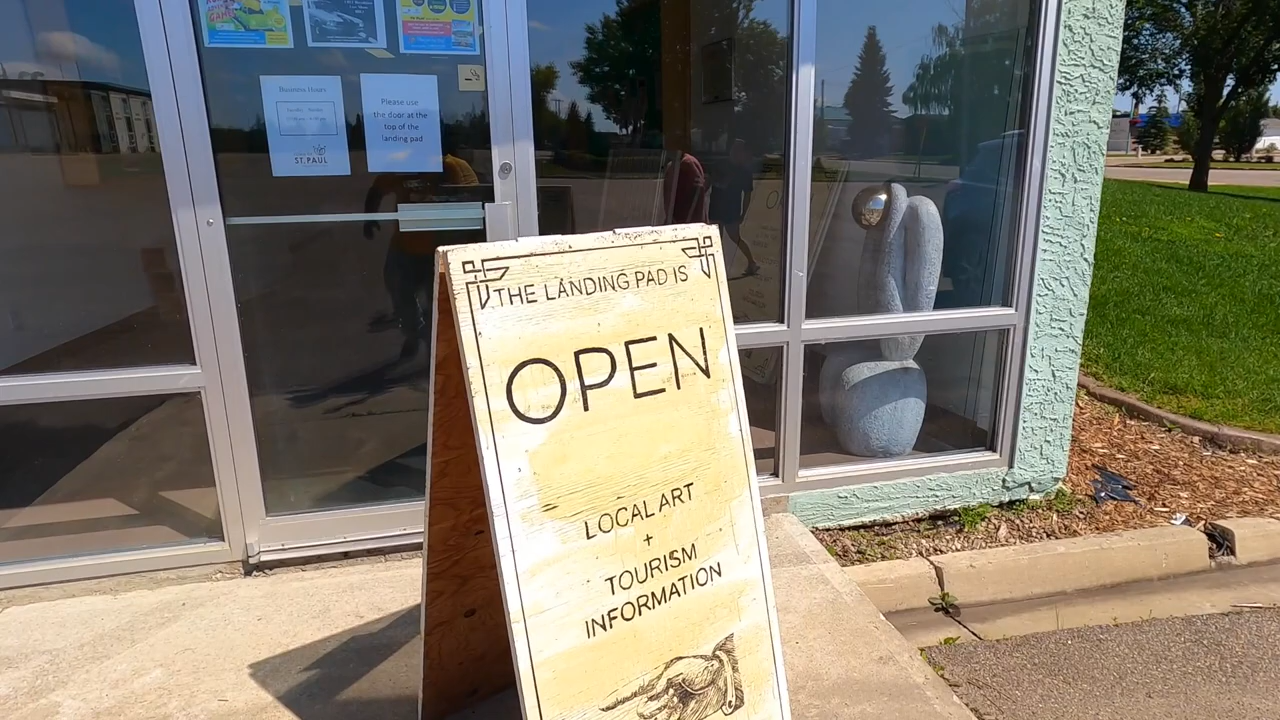 Business Hours
ST. PAUL
Please use
the door at the
top of the
landing pad
THE LANDING PAD IS
OPEN
LOCAL ART
+
TOURISM
INFORMATION